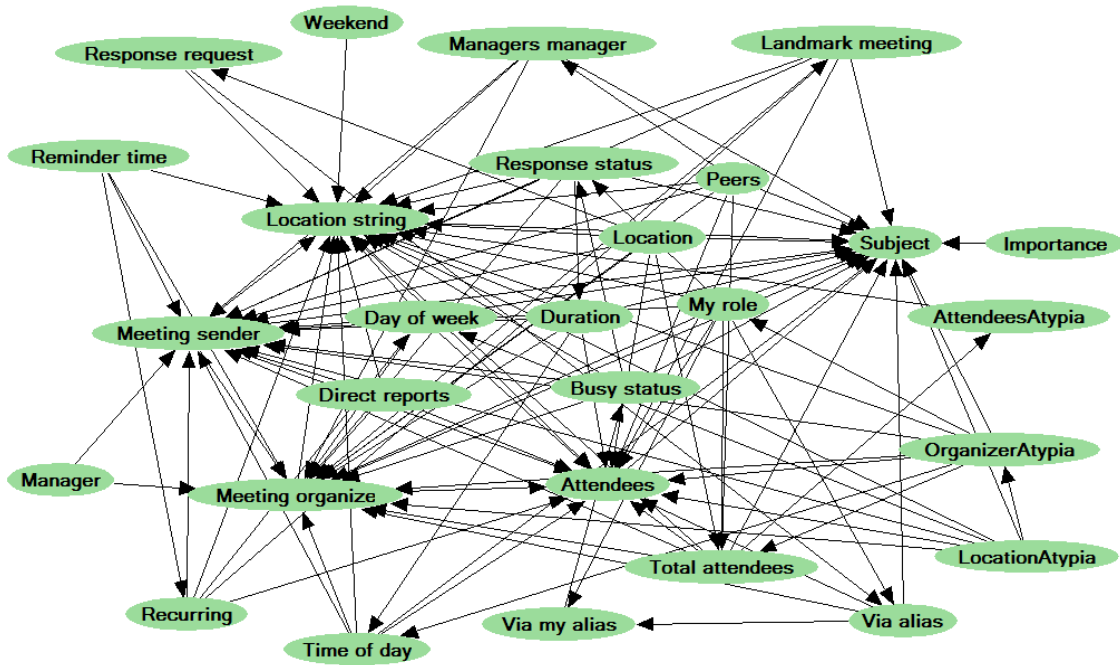 Weekend
Response request
Managers manager
Landmark meeting
Reminder time
Response status
Peers
Location string
Location
Subject
Importance
Meeting sender
Day of week
Duration
My role
AttendeesAtypia
Direct reports
Busy status
OrganizerAtypia
Manager
Meeting organize
Attendees
Total attendees
LocationAtypia
Recurring
Via my alias
Via alias
Time of day